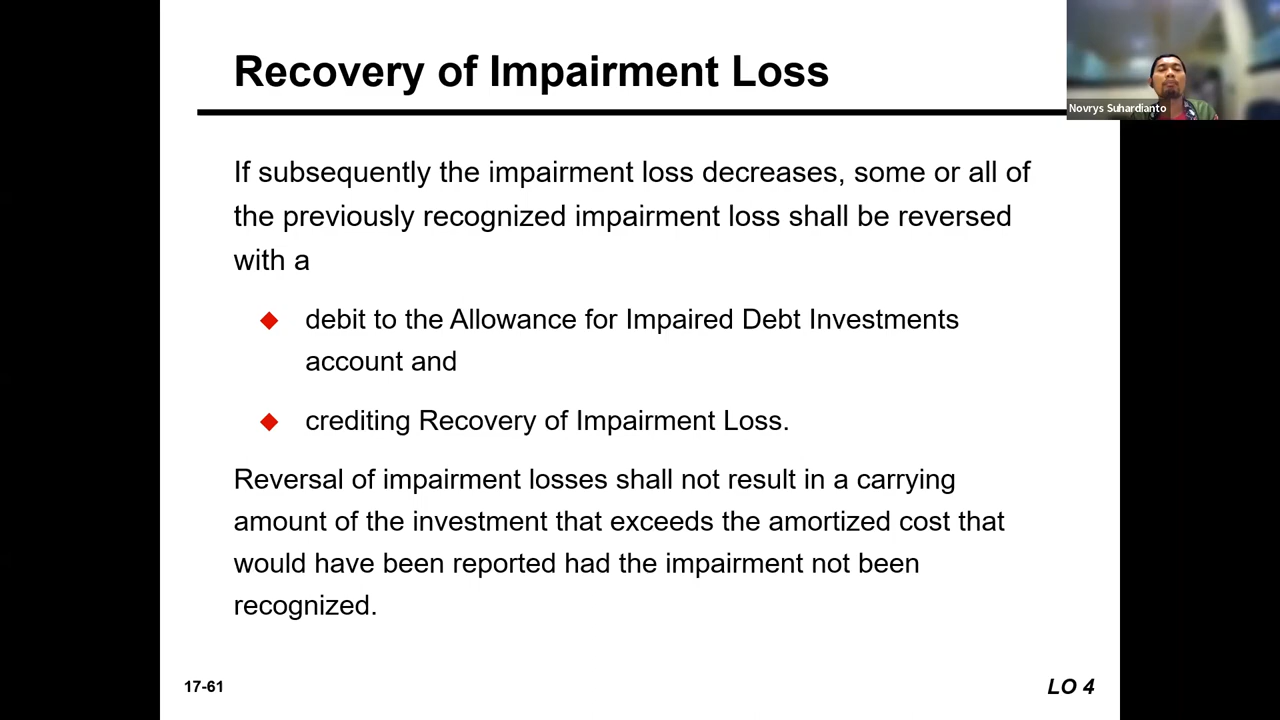 Recovery of Impairment Loss
Novrys Suhardianto
If subsequently the impairment loss decreases, some or all of
the previously recognized impairment loss shall be reversed
with a
debit to the Allowance for Impaired Debt Investments
account and
crediting Recovery of Impairment Loss.
Reversal of impairment losses shall not result in a carrying
amount of the investment that exceeds the amortized cost that
would have been reported had the impairment not been
recognized.
17-61
LO 4